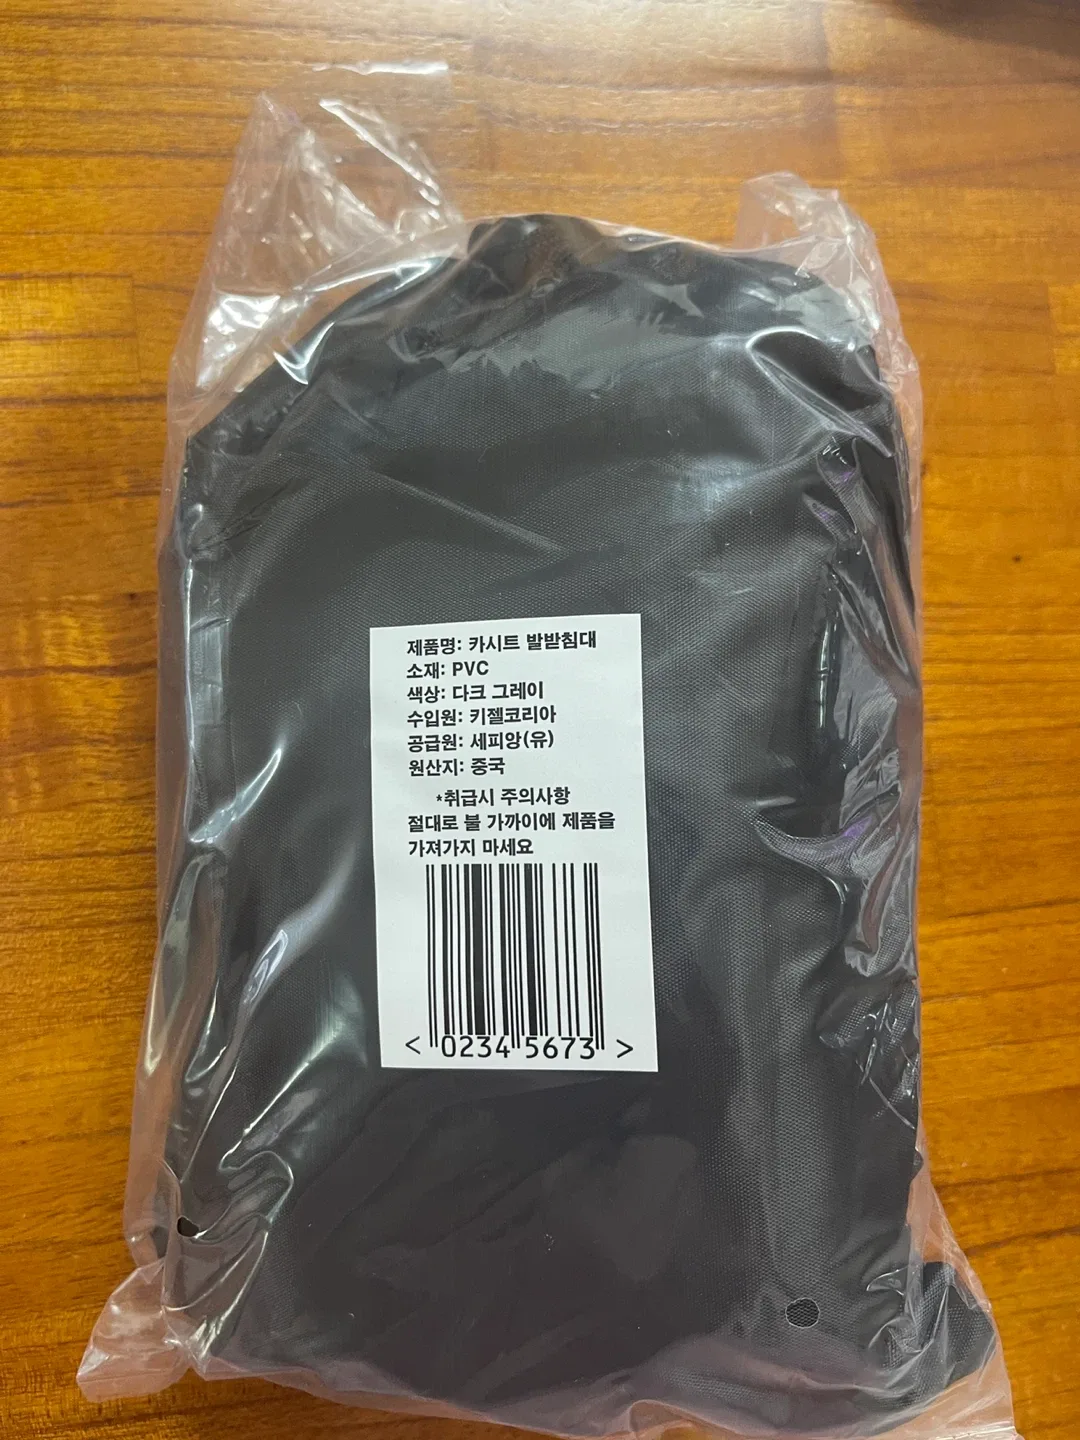 제품명: 카시트 발받침대
소재: PVC
색상: 다크 그레이
수입원: 키젤코리아
공급원: 세피앙(유)
원산지: 중국
*취급시 주의사항
절대로 불 가까이에 제품을
가져가지 마세요
< 0234 5673 >